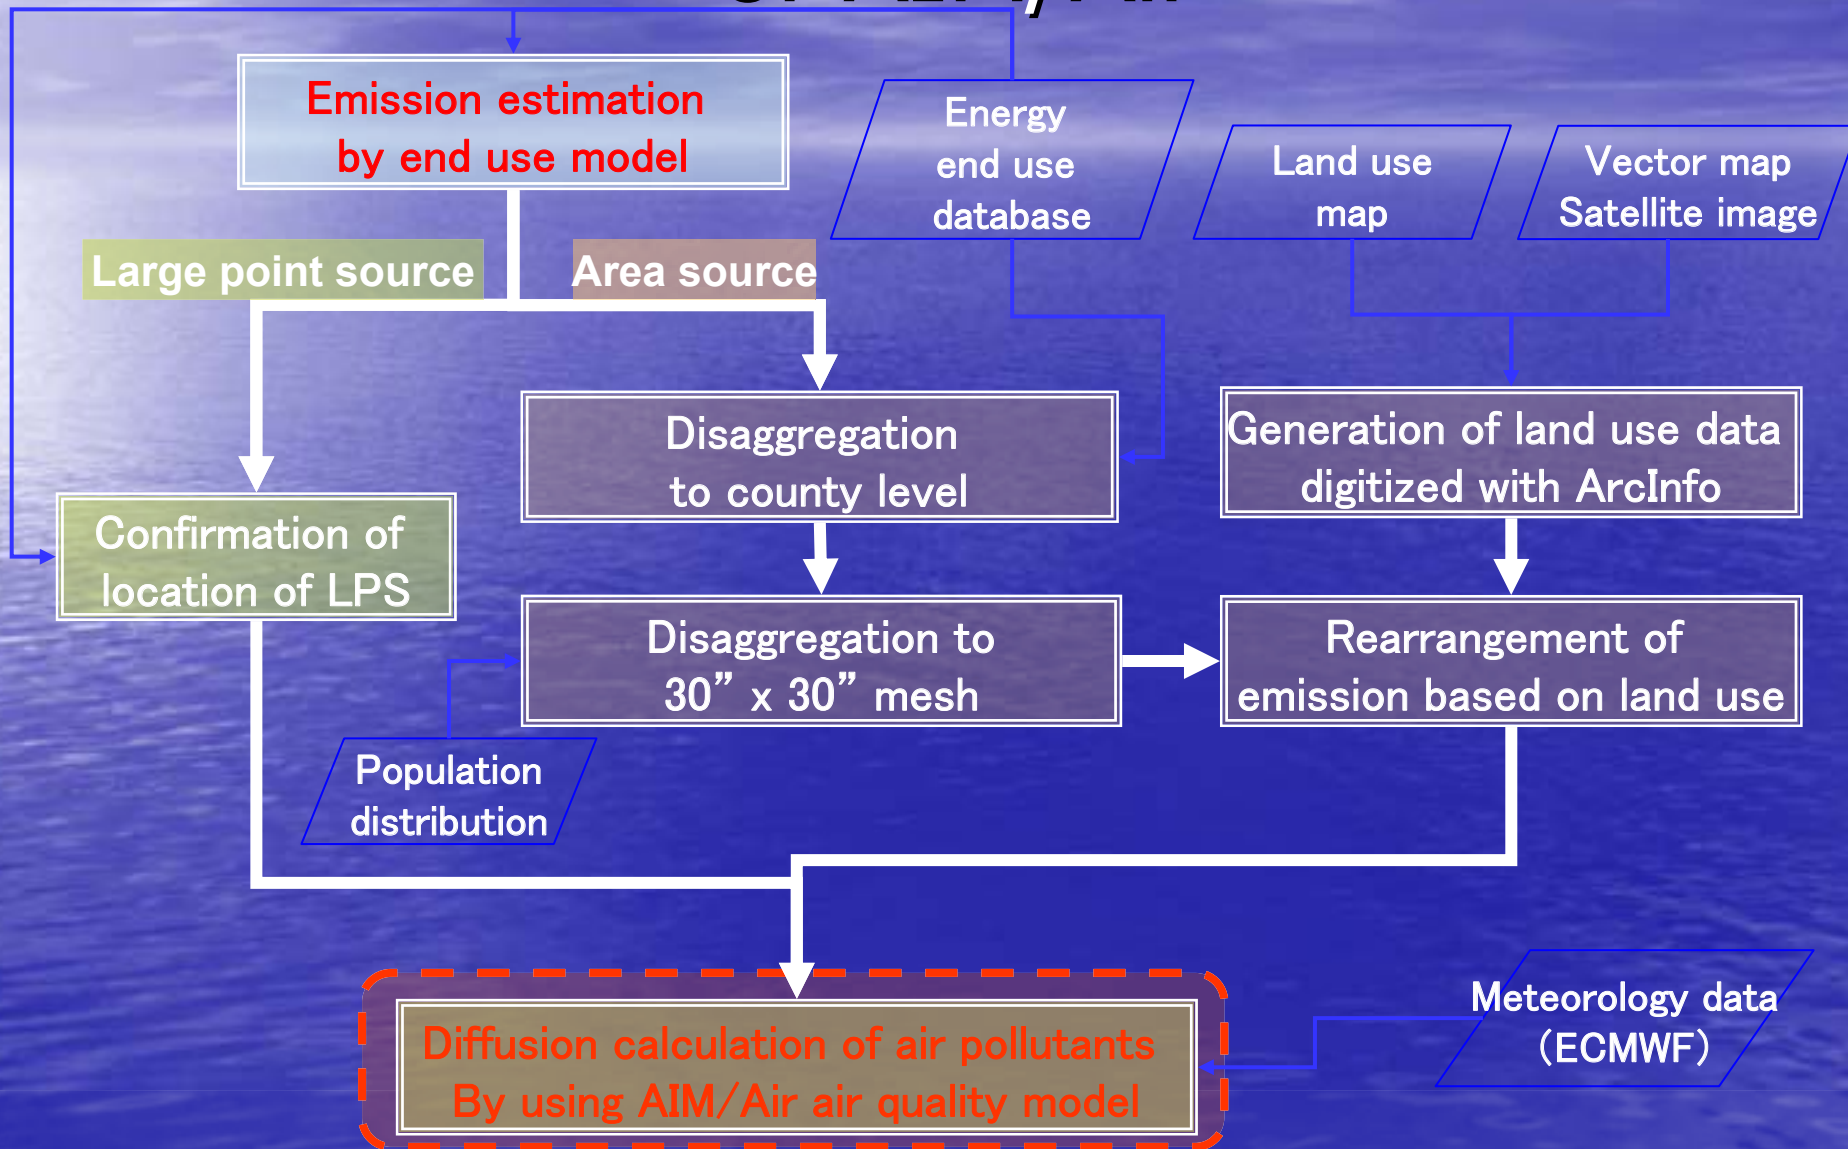 Emission estimation
by end use model
Energy
end use
database
Land use
map
Vector map
Satellite image
Large point source
Area source
Disaggregation
to county level
Generation of land use data
digitized with ArcInfo
Confirmation of
location of LPS
Disaggregation to
30” x 30” mesh
Rearrangement of
emission based on land use
Population
distribution
Meteorology data
(ECMWF)
Diffusion calculation of air pollutants
By using AIM/Air air quality model